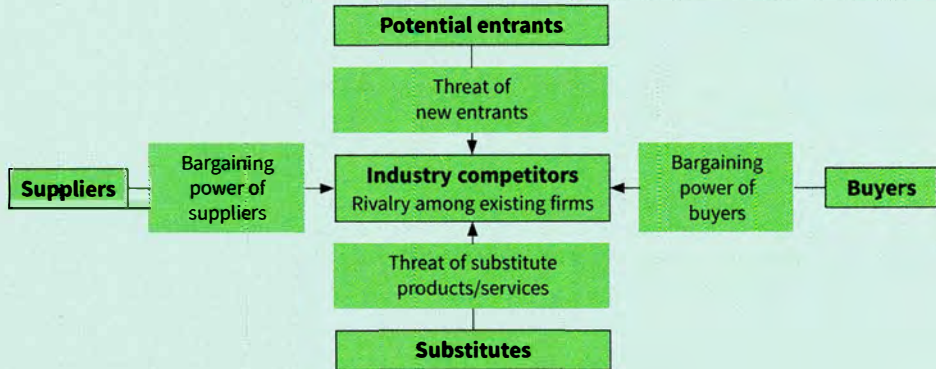 Potential entrants
Threat of
new entrants
Suppliers
Bargaining
power of
suppliers
Industry competitors
Rivalry among existing firms
Bargaining
power of
buyers
Buyers
Threat of substitute
products/services
Substitutes